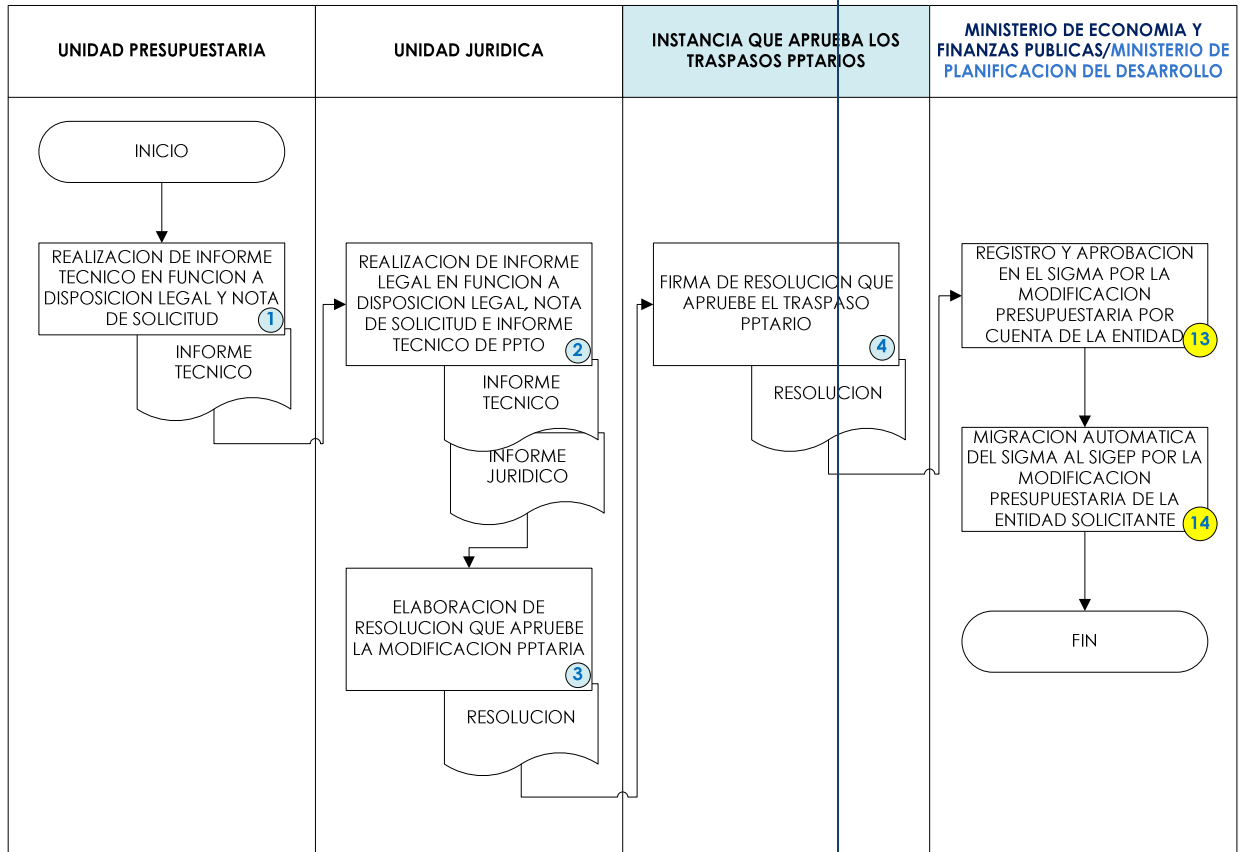 UNIDAD PRESUPUESTARIA
UNIDAD JURIDICA
INSTANCIA QUE APRUEBA LOS
TRASPASOS PPTARIOS
MINISTERIO DE ECONOMIA Y
FINANZAS PUBLICAS/MINISTERIO DE
PLANIFICACION DEL DESARROLLO
INICIO
REALIZACION DE INFORME
TECNICO EN FUNCION A
DISPOSICION LEGAL Y NOTA
DE SOLICITUD
1
INFORME
TECNICO
REALIZACION DE INFORME
LEGAL EN FUNCION A
DISPOSICION LEGAL, NOTA
DE SOLICITUD E INFORME
TECNICO DE PPTO
2
INFORME
TECNICO
INFORME
JURIDICO
ELABORACION DE
RESOLUCION QUE APRUEBE
LA MODIFICACION PPTARIA
3
RESOLUCION
FIRMA DE RESOLUCION QUE
APRUEBE EL TRASPASO
PPTARIO
4
RESOLUCION
REGISTRO Y APROBACION
EN EL SIGMA POR LA
MODIFICACION
PRESUPUESTARIA POR
CUENTA DE LA ENTIDAD
13
MIGRACION AUTOMATICA
DEL SIGMA AL SIGEP POR LA
MODIFICACION
PRESUPUESTARIA DE LA
ENTIDAD SOLICITANTE
14
FIN